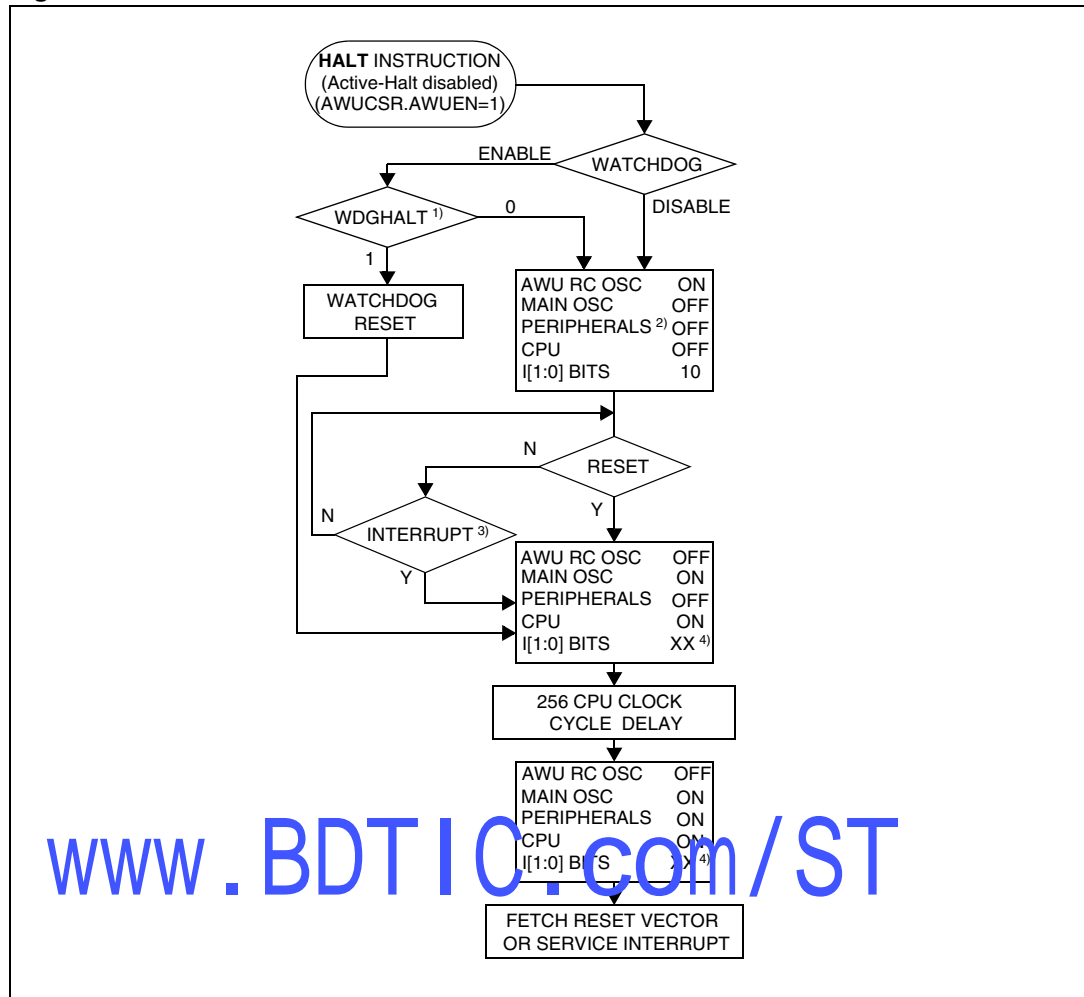 HALT INSTRUCTION
(Active-Halt disabled)
(AWUCSR.AWUEN=1)
ENABLE
WATCHDOG
WDGHALT 1)
0
DISABLE
1
WATCHDOG
RESET
AWU RC OSC ON
MAIN OSC OFF
PERIPHERALS 2) OFF
CPU OFF
I[1:0] BITS 10
N
RESET
N
INTERRUPT 3)
Y
Y
AWU RC OSC OFF
MAIN OSC ON
PERIPHERALS OFF
CPU ON
I[1:0] BITS XX 4)
256 CPU CLOCK
CYCLE DELAY
AWU RC OSC OFF
MAIN OSC ON
PERIPHERALS ON
CPU ON
I[1:0] BITS XX 4)
www.BDTIC.com/ST
FETCH RESET VECTOR
OR SERVICE INTERRUPT